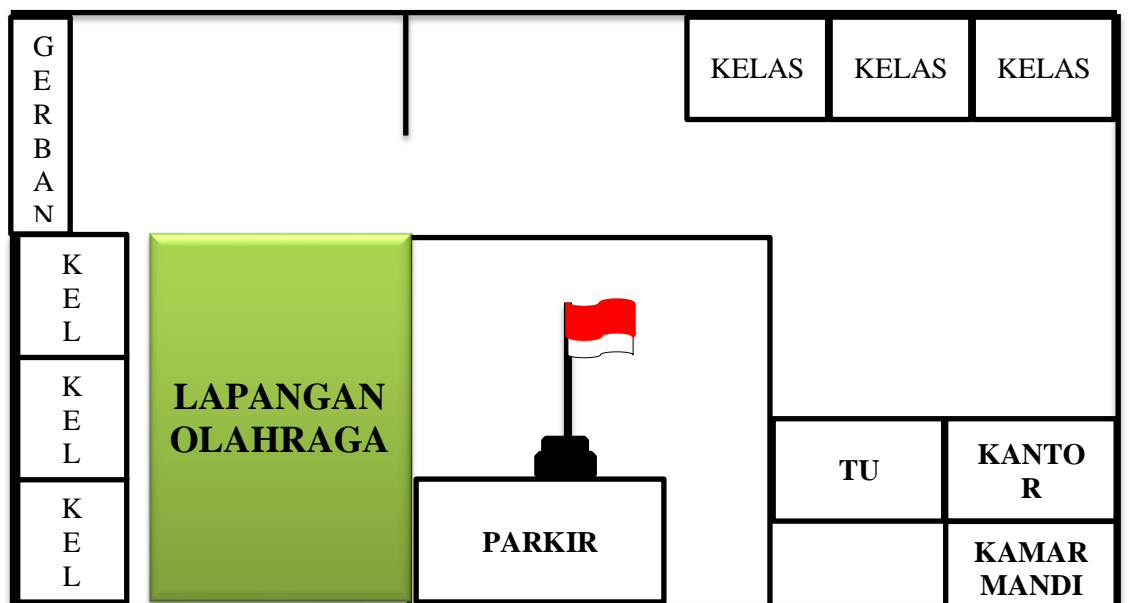 G
E
R
B
A
N
KELAS
KELAS
KELAS
K
E
L
K
E
L
K
E
L
LAPANGAN
OLAHRAGA
PARKIR
TU
KANTO
R
KAMAR
MANDI